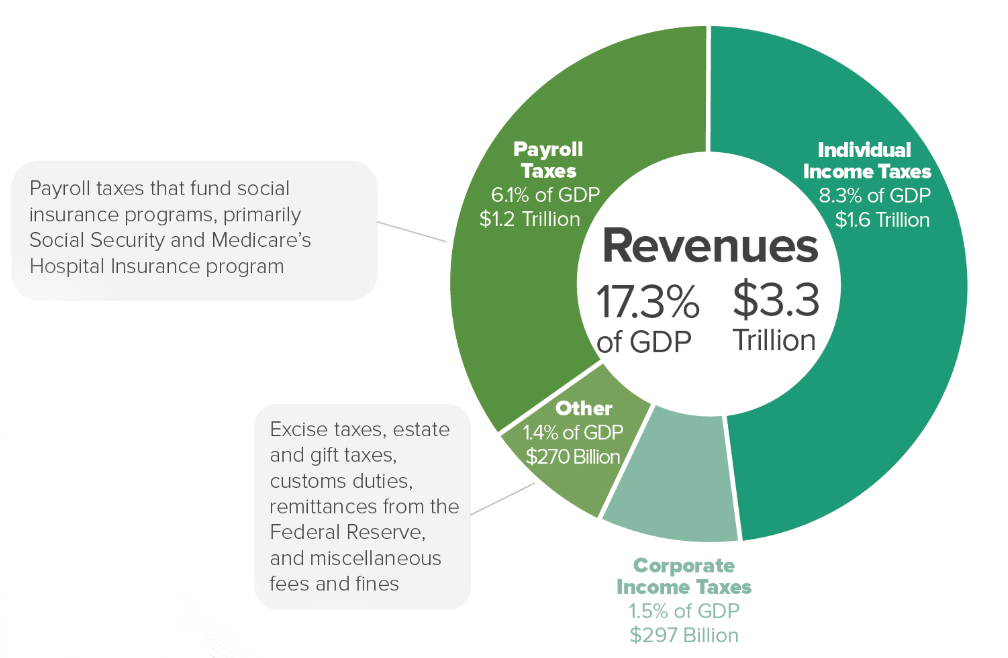 Payroll
Taxes
6.1% of GDP
$1.2 Trillion
Individual
Income Taxes
8.3% of GDP
$1.6 Trillion
Payroll taxes that fund social
insurance programs, primarily
Social Security and Medicare's
Hospital Insurance program
Revenues
17.3%
of GDP
$3.3
Trillion
Other
1.4% of GDP
$270 Billion
Excise taxes, estate
and gift taxes,
customs duties,
remittances from the
Federal Reserve,
and miscellaneous
fees and fines
Corporate
Income Taxes
1.5% of GDP
$297 Billion